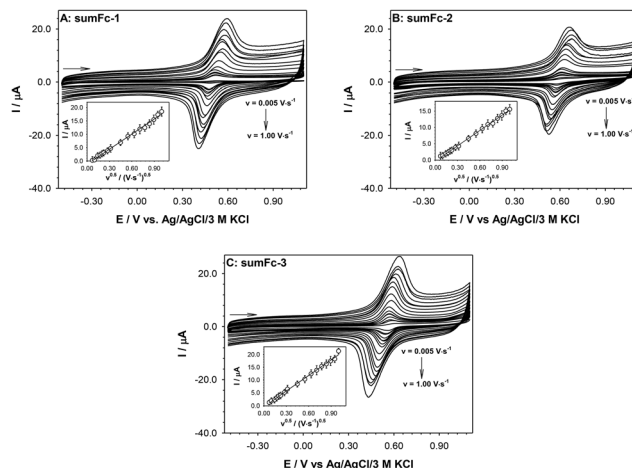 A: sumFc-1
20.0
0.0
-20.0
-40.0
I / μA
ν = 0.005 V·s⁻¹
ν = 1.00 V·s⁻¹
20.0
15.0
10.0
5.0
0.0
I / μA
0.00 0.30 0.60 0.90
ν⁰·⁵ / (V·s⁻¹)⁰·⁵
-0.30 0.00 0.30 0.60 0.90
E / V vs. Ag/AgCl/3 M KCl
B: sumFc-2
20.0
0.0
-20.0
-40.0
I / μA
ν = 0.005 V·s⁻¹
ν = 1.00 V·s⁻¹
15.0
10.0
5.0
0.0
I / μA
0.00 0.30 0.60 0.90
ν⁰·⁵ / (V·s⁻¹)⁰·⁵
-0.30 0.00 0.30 0.60 0.90
E / V vs Ag/AgCl/3 M KCl
C: sumFc-3
20.0
0.0
-20.0
-40.0
I / μA
ν = 0.005 V·s⁻¹
ν = 1.00 V·s⁻¹
20.0
15.0
10.0
5.0
0.0
I / μA
0.00 0.30 0.60 0.90
ν⁰·⁵ / (V·s⁻¹)⁰·⁵
-0.30 0.00 0.30 0.60 0.90
E / V vs Ag/AgCl/3 M KCl